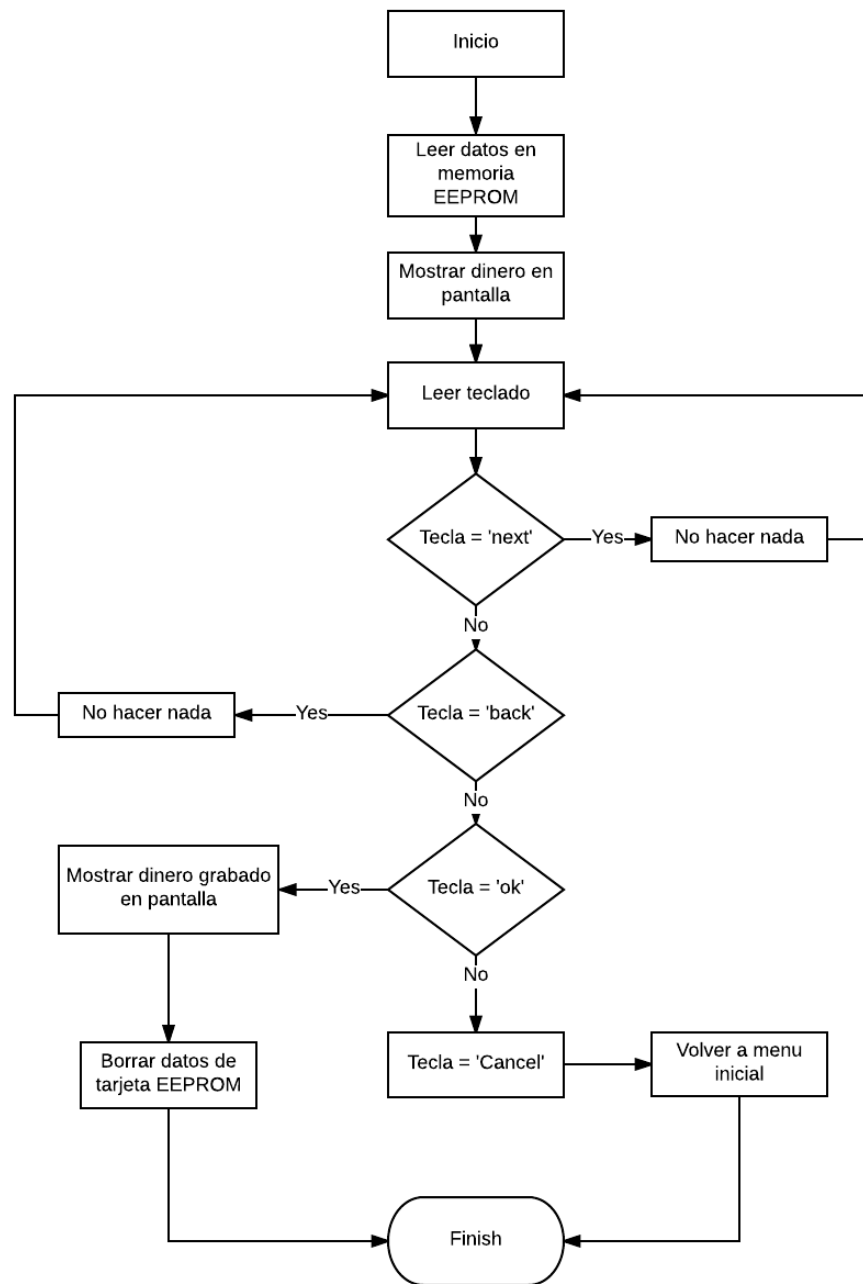 Inicio
Leer datos en
memoria
EEPROM
Mostrar dinero en
pantalla
Leer teclado
Tecla = 'next'
Yes
No hacer nada
No
No hacer nada
Yes
Tecla = 'back'
No
Mostrar dinero grabado
en pantalla
Yes
Tecla = 'ok'
No
Borrar datos de
tarjeta EEPROM
Tecla = 'Cancel'
Volver a menu
inicial
Finish